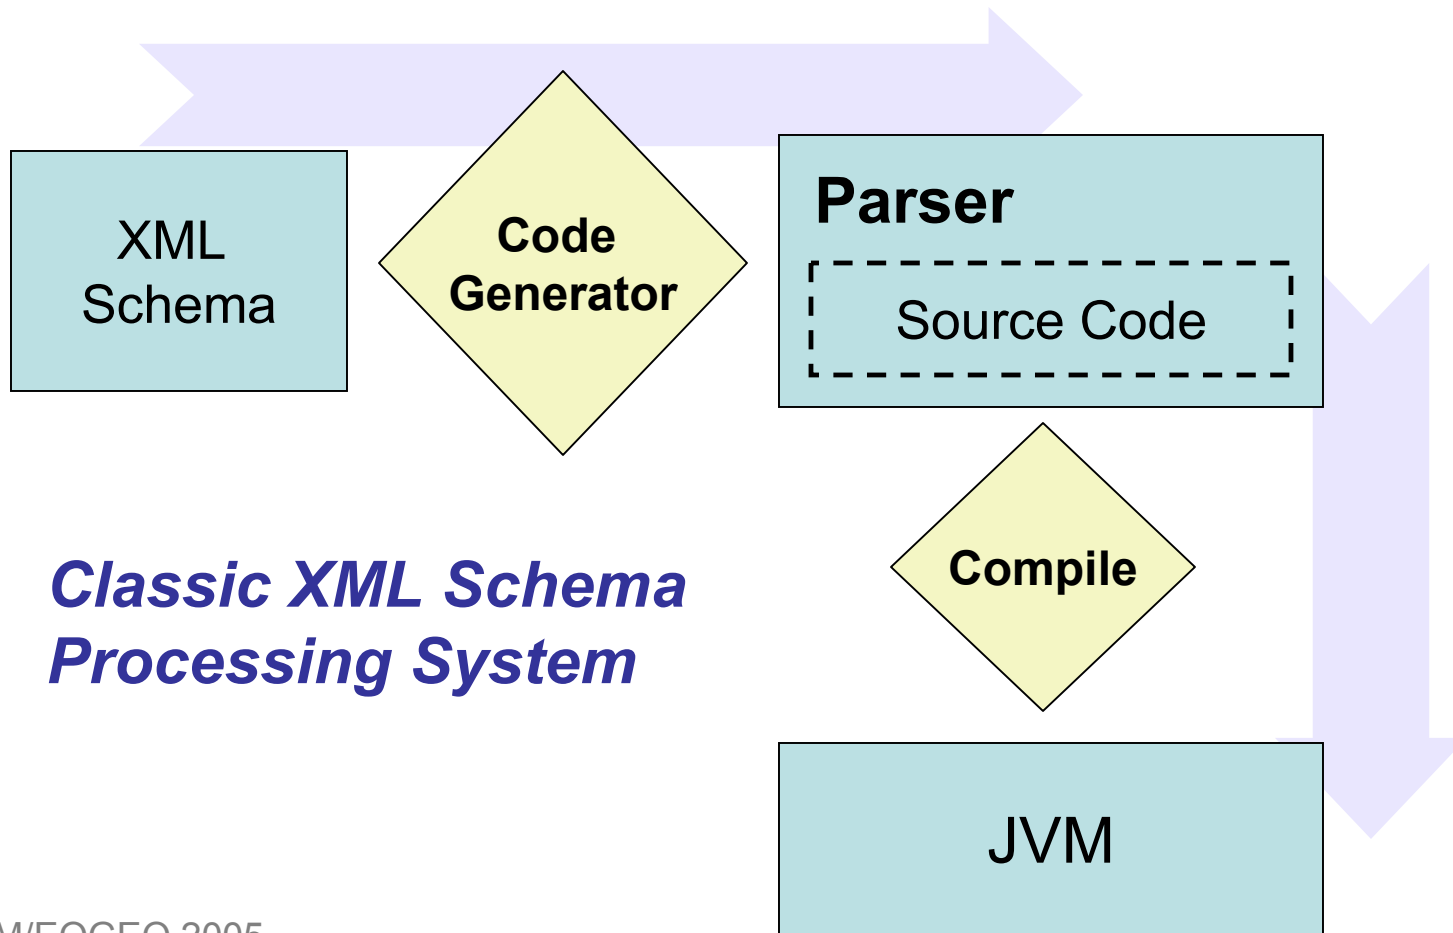 XML
Schema
Code
Generator
Parser
Source Code
Compile
Classic XML Schema
Processing System
JVM